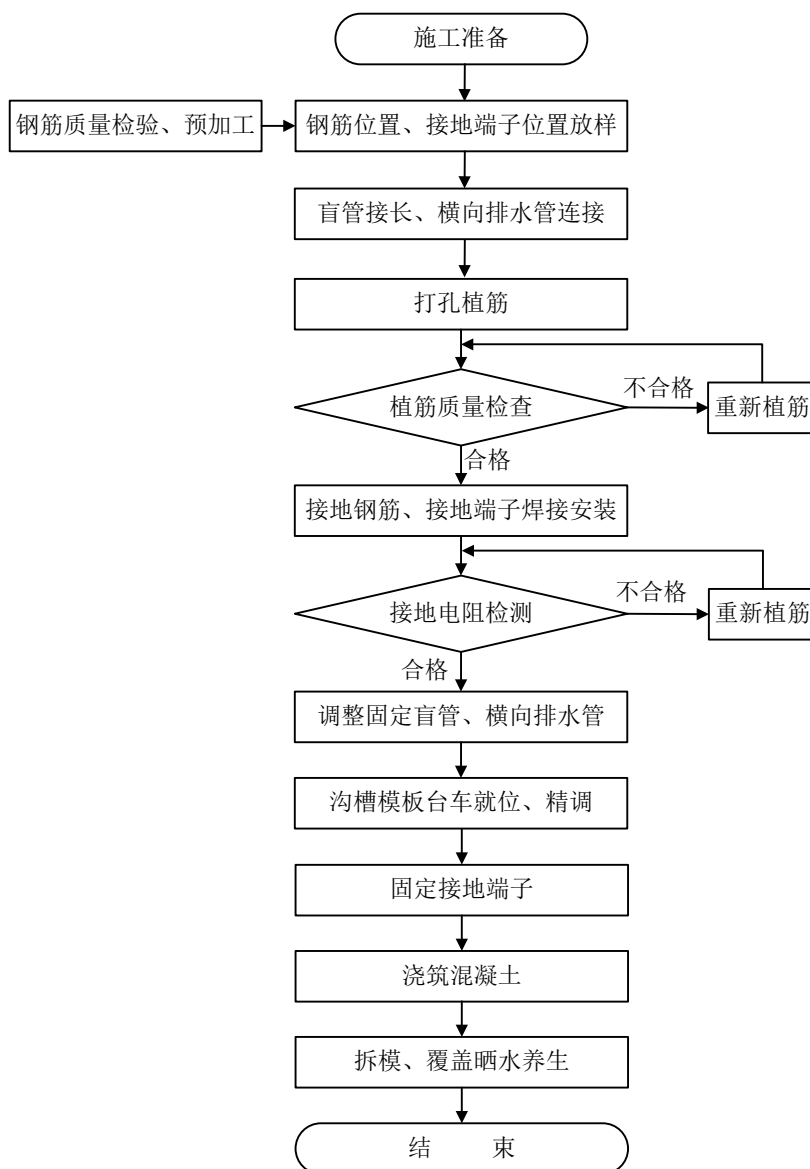 施工准备
钢筋质量检验、预加工
钢筋位置、接地端子位置放样
盲管接长、横向排水管连接
打孔植筋
植筋质量检查
不合格
重新植筋
合格
接地钢筋、接地端子焊接安装
接地电阻检测
不合格
重新植筋
合格
调整固定盲管、横向排水管
沟槽模板台车就位、精调
固定接地端子
浇筑混凝土
拆模、覆盖晒水养生
结 束